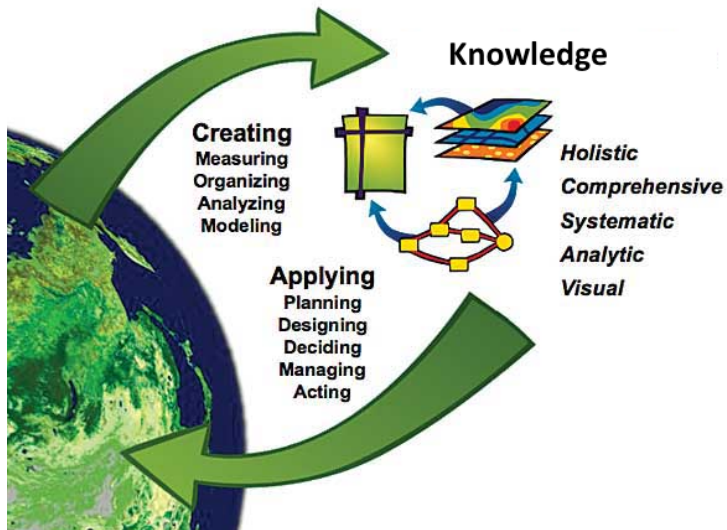 Knowledge
Creating
Measuring
Organizing
Analyzing
Modeling
Holistic
Comprehensive
Systematic
Analytic
Visual
Applying
Planning
Designing
Deciding
Managing
Acting